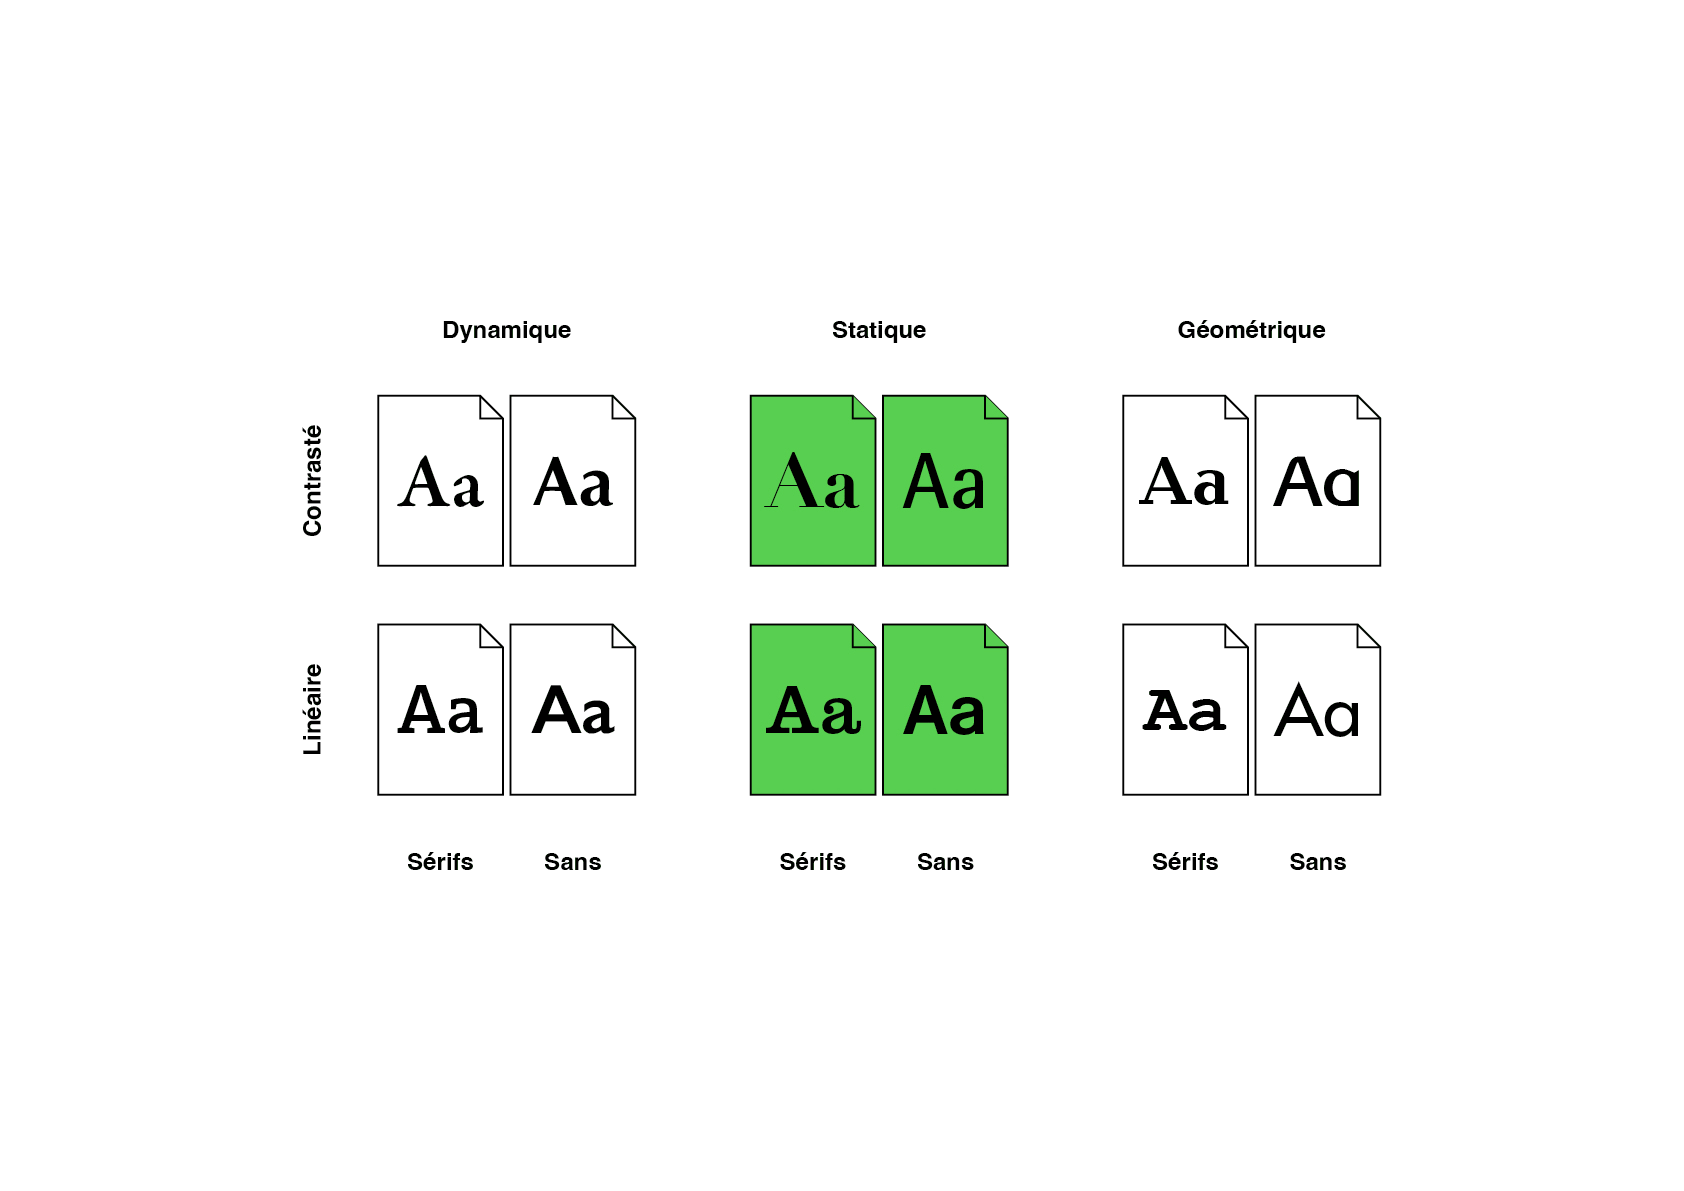 Dynamique Statique Géométrique
Contrasté
Aa Aa Aa Aa Aa Aa
Linéaire
Aa Aa Aa Aa Aa Aa
Sérifs Sans Sérifs Sans Sérifs Sans